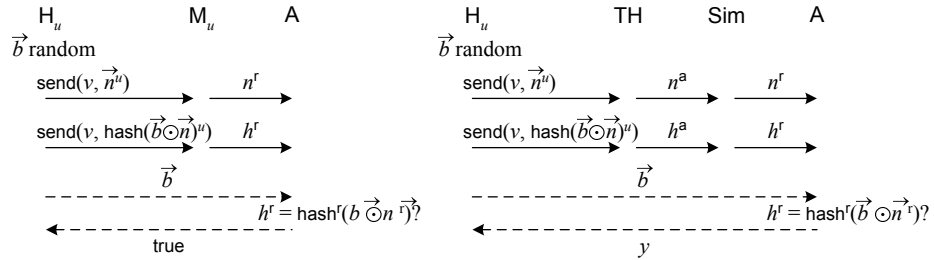 H_u M_u A H_u TH Sim A
b⃗ random b⃗ random
send(v, n⃗^u) n^r send(v, n⃗^u) n^a n^r
send(v, hash(b⃗⊙n⃗)^u) h^r send(v, hash(b⃗⊙n⃗)^u) h^a h^r
b⃗ b⃗
h^r = hash^r(b ⊙⃗ n ^r⃗)? h^r = hash^r(b⃗ ⊙ n⃗ ^r)?
true y